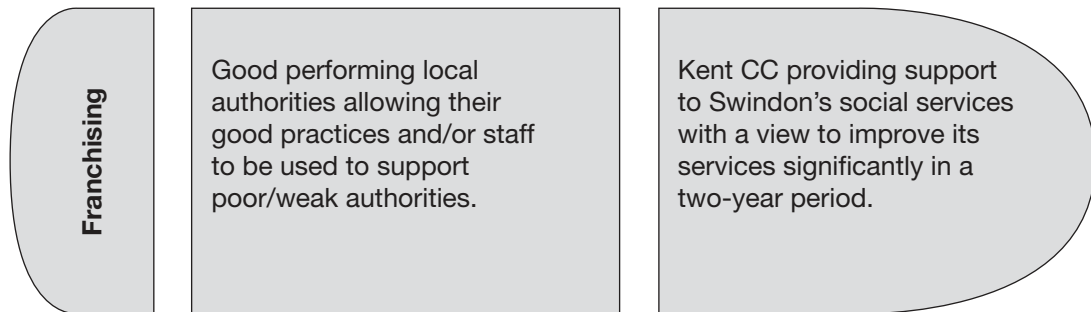 Franchising
Good performing local
authorities allowing their
good practices and/or staff
to be used to support
poor/weak authorities.
Kent CC providing support
to Swindon’s social services
with a view to improve its
services significantly in a
two-year period.